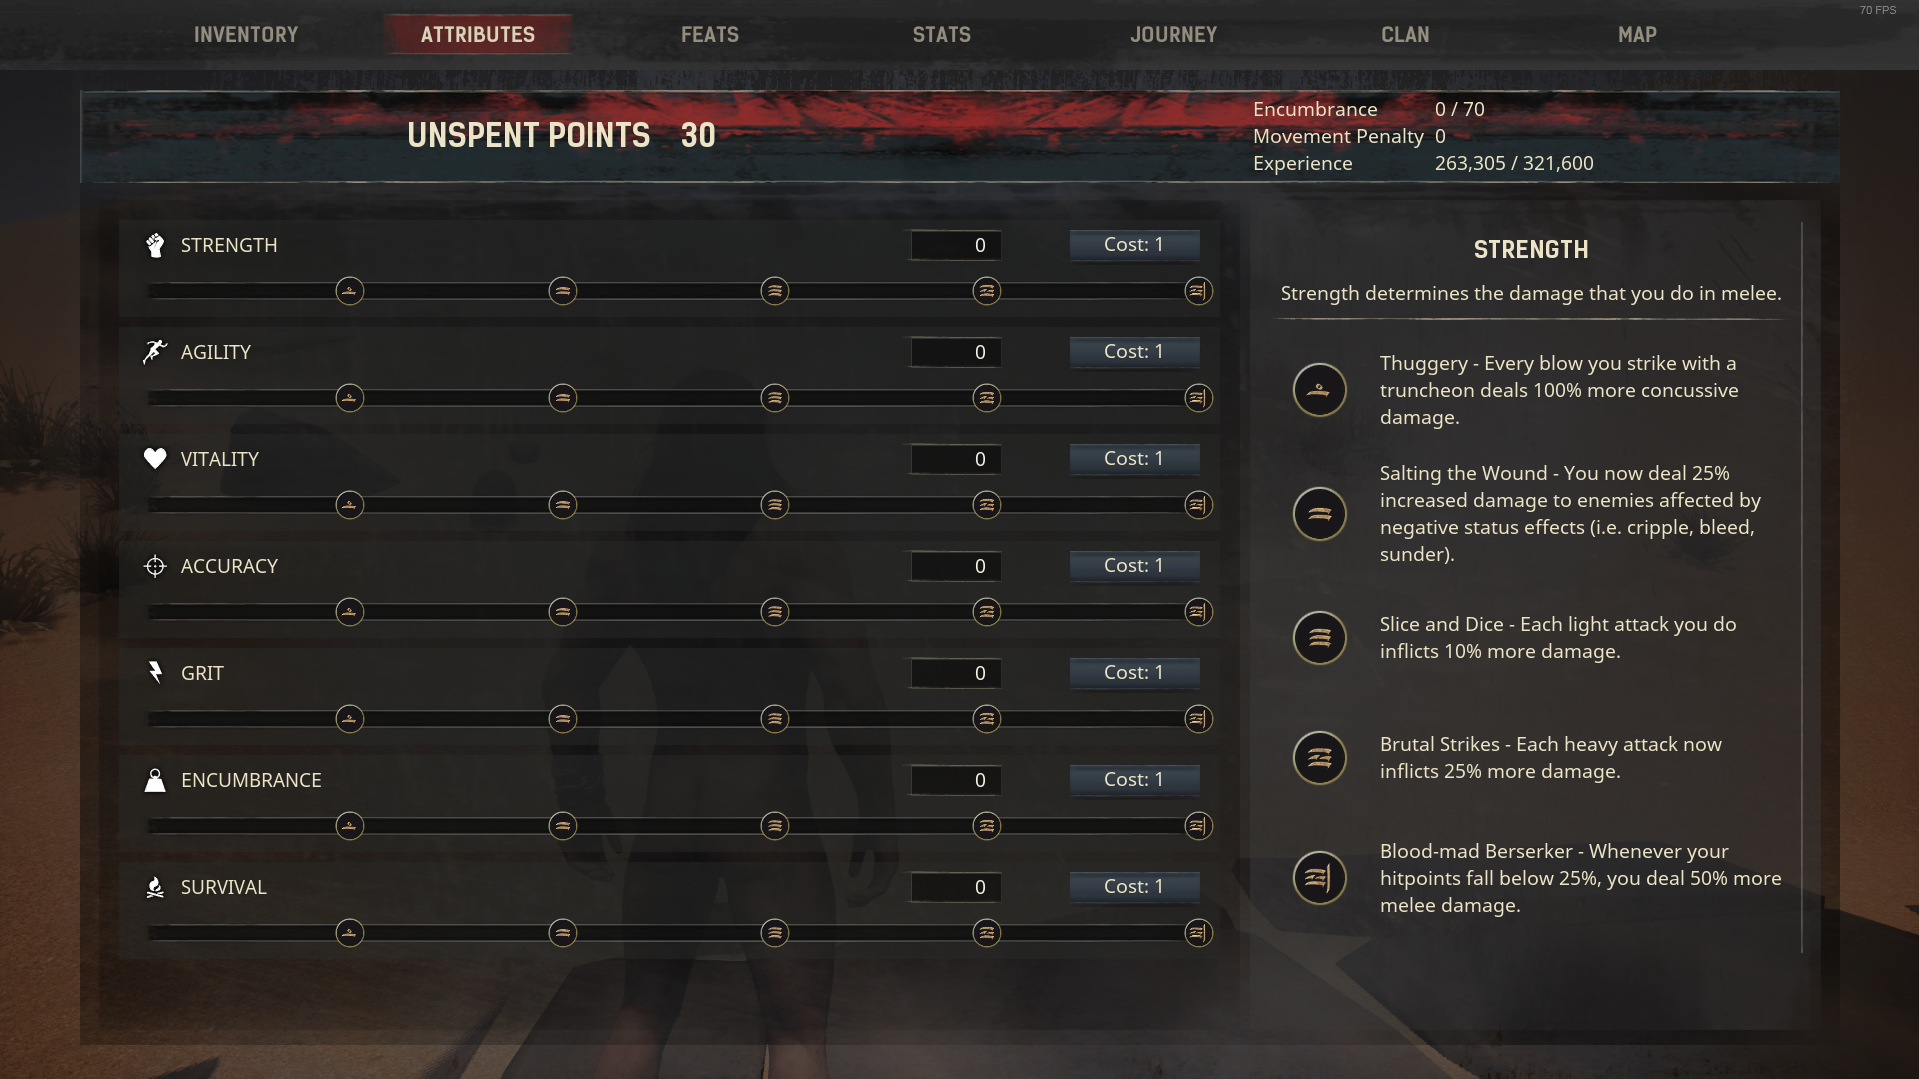 70 FPS
INVENTORY
ATTRIBUTES
FEATS
STATS
JOURNEY
CLAN
MAP
UNSPENT POINTS 30
Encumbrance 0 / 70
Movement Penalty 0
Experience 263,305 / 321,600
STRENGTH 0 Cost: 1
AGILITY 0 Cost: 1
VITALITY 0 Cost: 1
ACCURACY 0 Cost: 1
GRIT 0 Cost: 1
ENCUMBRANCE 0 Cost: 1
SURVIVAL 0 Cost: 1
STRENGTH
Strength determines the damage that you do in melee.
Thuggery - Every blow you strike with a
truncheon deals 100% more concussive
damage.
Salting the Wound - You now deal 25%
increased damage to enemies affected by
negative status effects (i.e. cripple, bleed,
sunder).
Slice and Dice - Each light attack you do
inflicts 10% more damage.
Brutal Strikes - Each heavy attack now
inflicts 25% more damage.
Blood-mad Berserker - Whenever your
hitpoints fall below 25%, you deal 50% more
melee damage.